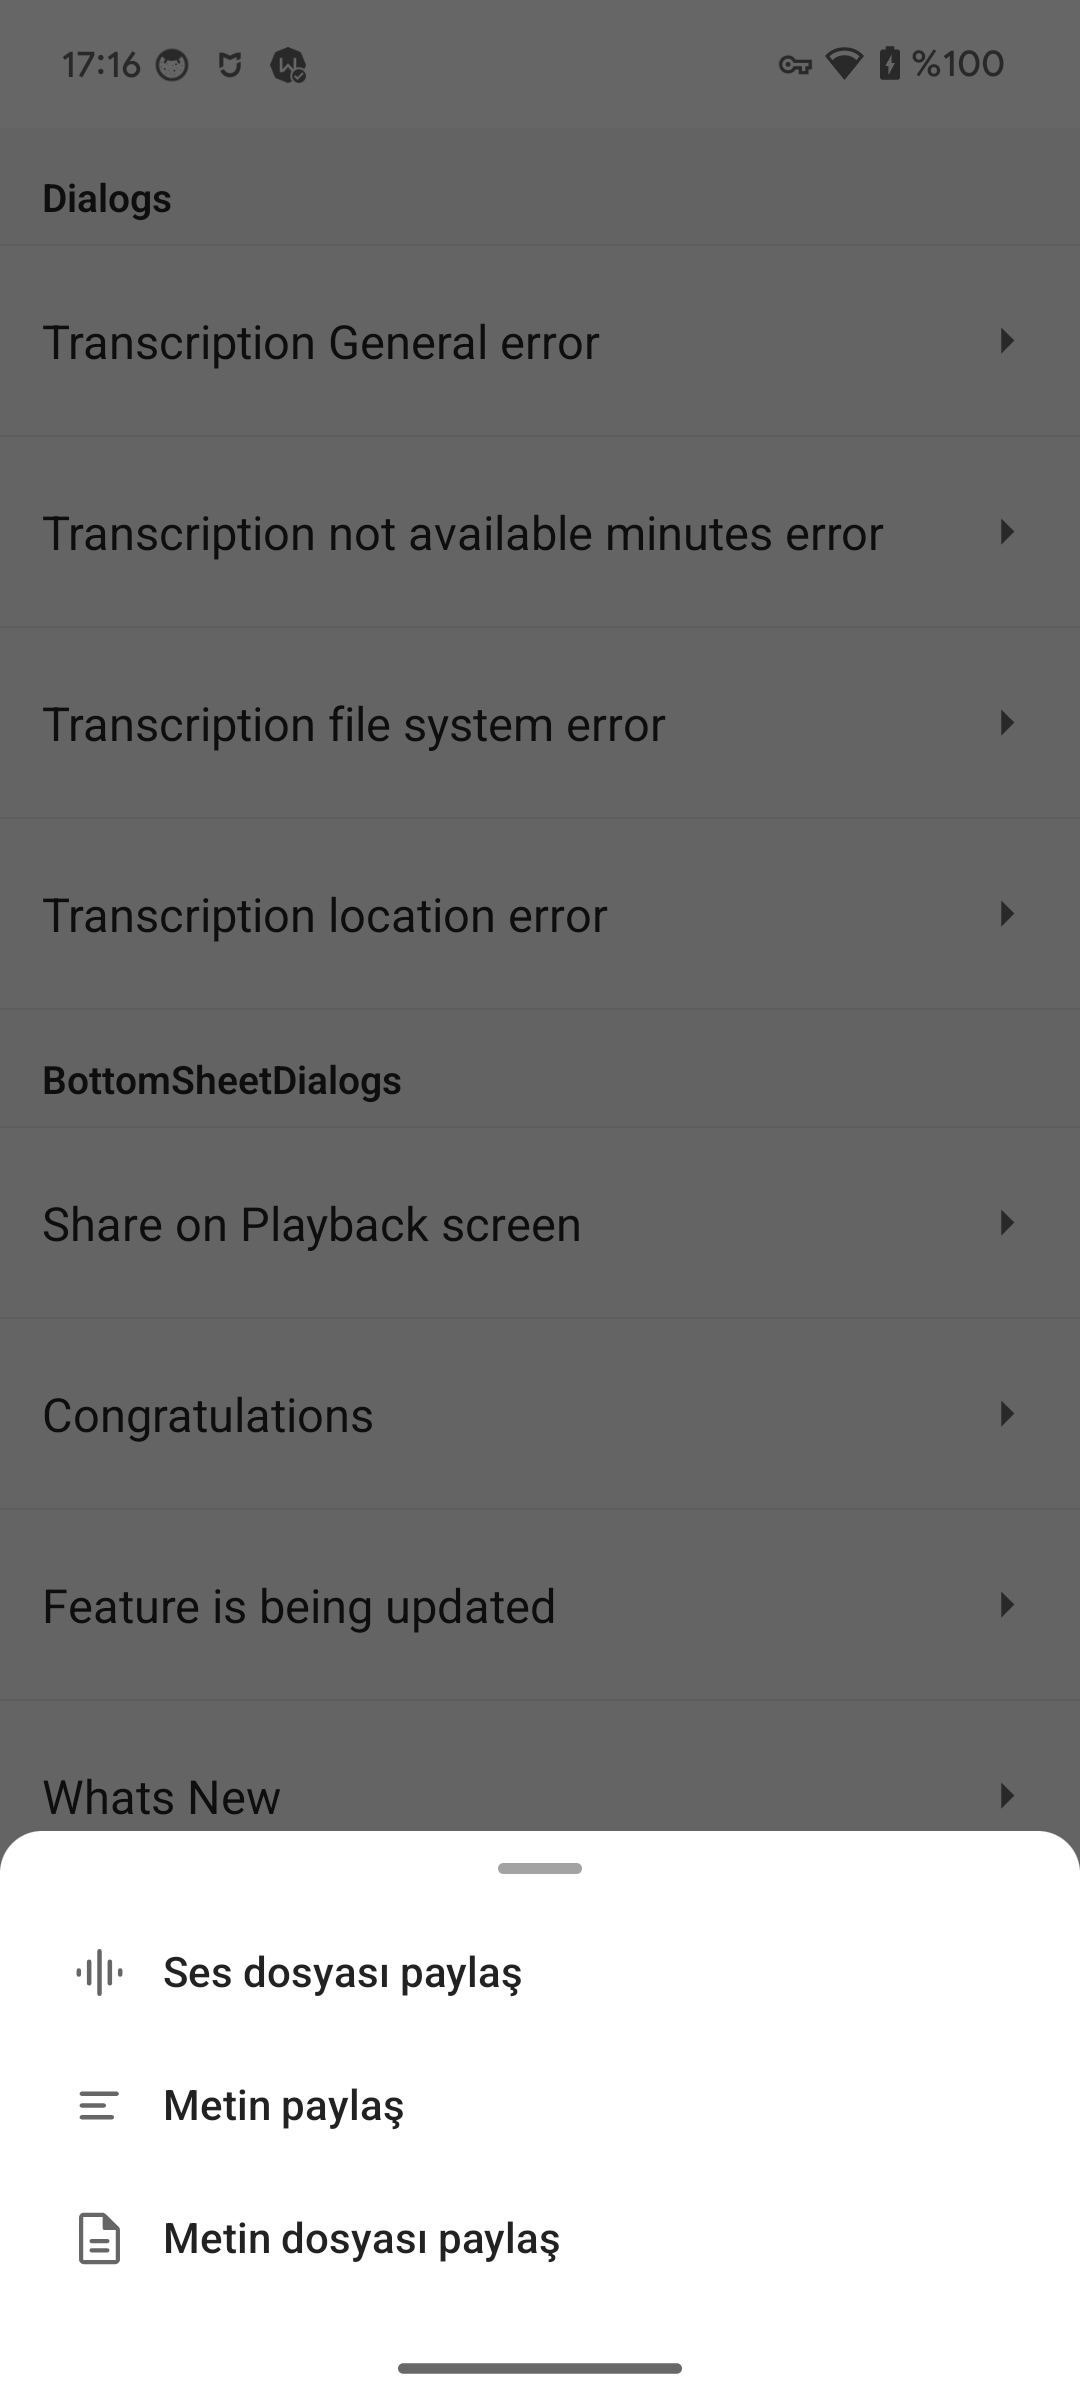 17:16 %100
Dialogs
Transcription General error
Transcription not available minutes error
Transcription file system error
Transcription location error
BottomSheetDialogs
Share on Playback screen
Congratulations
Feature is being updated
Whats New
Ses dosyası paylaş
Metin paylaş
Metin dosyası paylaş